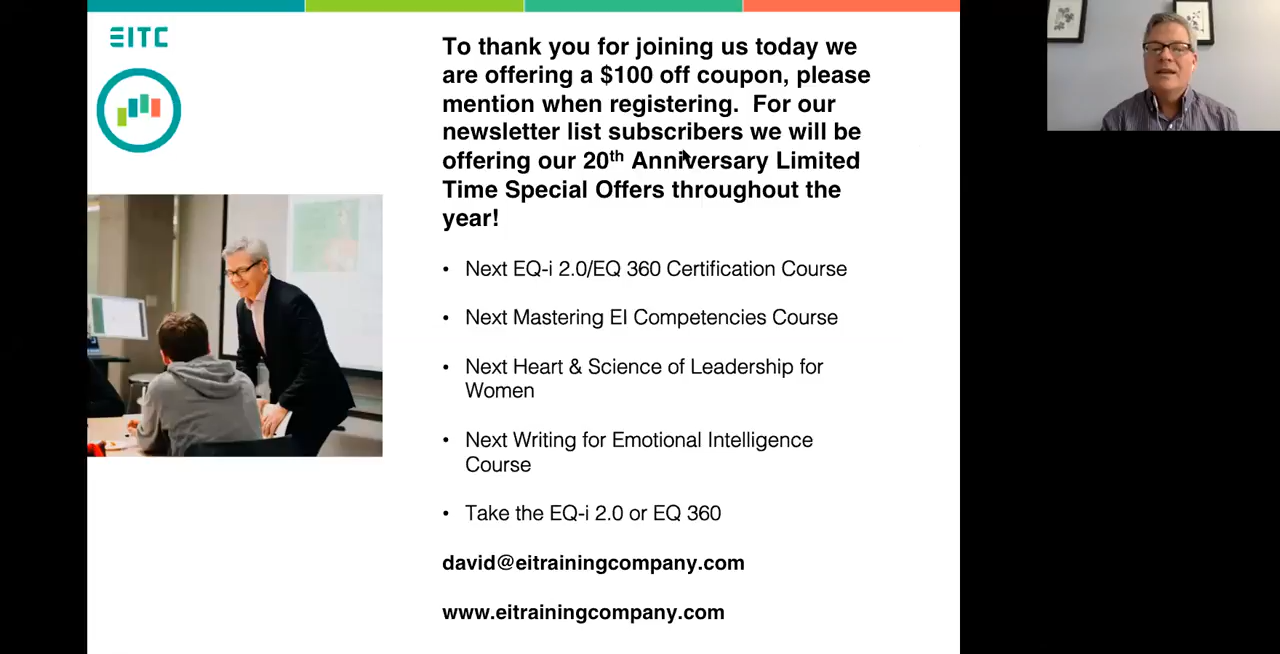 EITC
To thank you for joining us today we
are offering a $100 off coupon, please
mention when registering.  For our
newsletter list subscribers we will be
offering our 20th Anniversary Limited
Time Special Offers throughout the
year!
• Next EQ-i 2.0/EQ 360 Certification Course
• Next Mastering EI Competencies Course
• Next Heart & Science of Leadership for
Women
• Next Writing for Emotional Intelligence
Course
• Take the EQ-i 2.0 or EQ 360
david@eitrainingcompany.com
www.eitrainingcompany.com